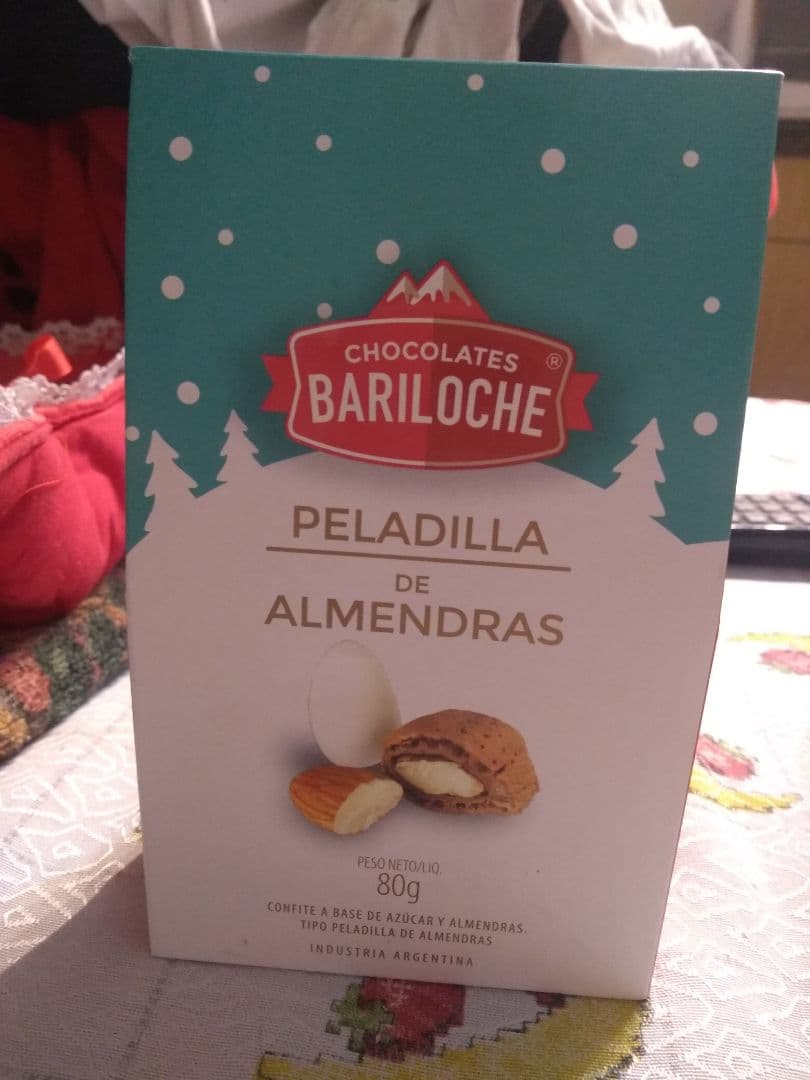 CHOCOLATES ®
BARILOCHE
PELADILLA
DE
ALMENDRAS
PESO NETO/LIQ.
80g
CONFITE A BASE DE AZÚCAR Y ALMENDRAS.
TIPO PELADILLA DE ALMENDRAS
INDUSTRIA ARGENTINA